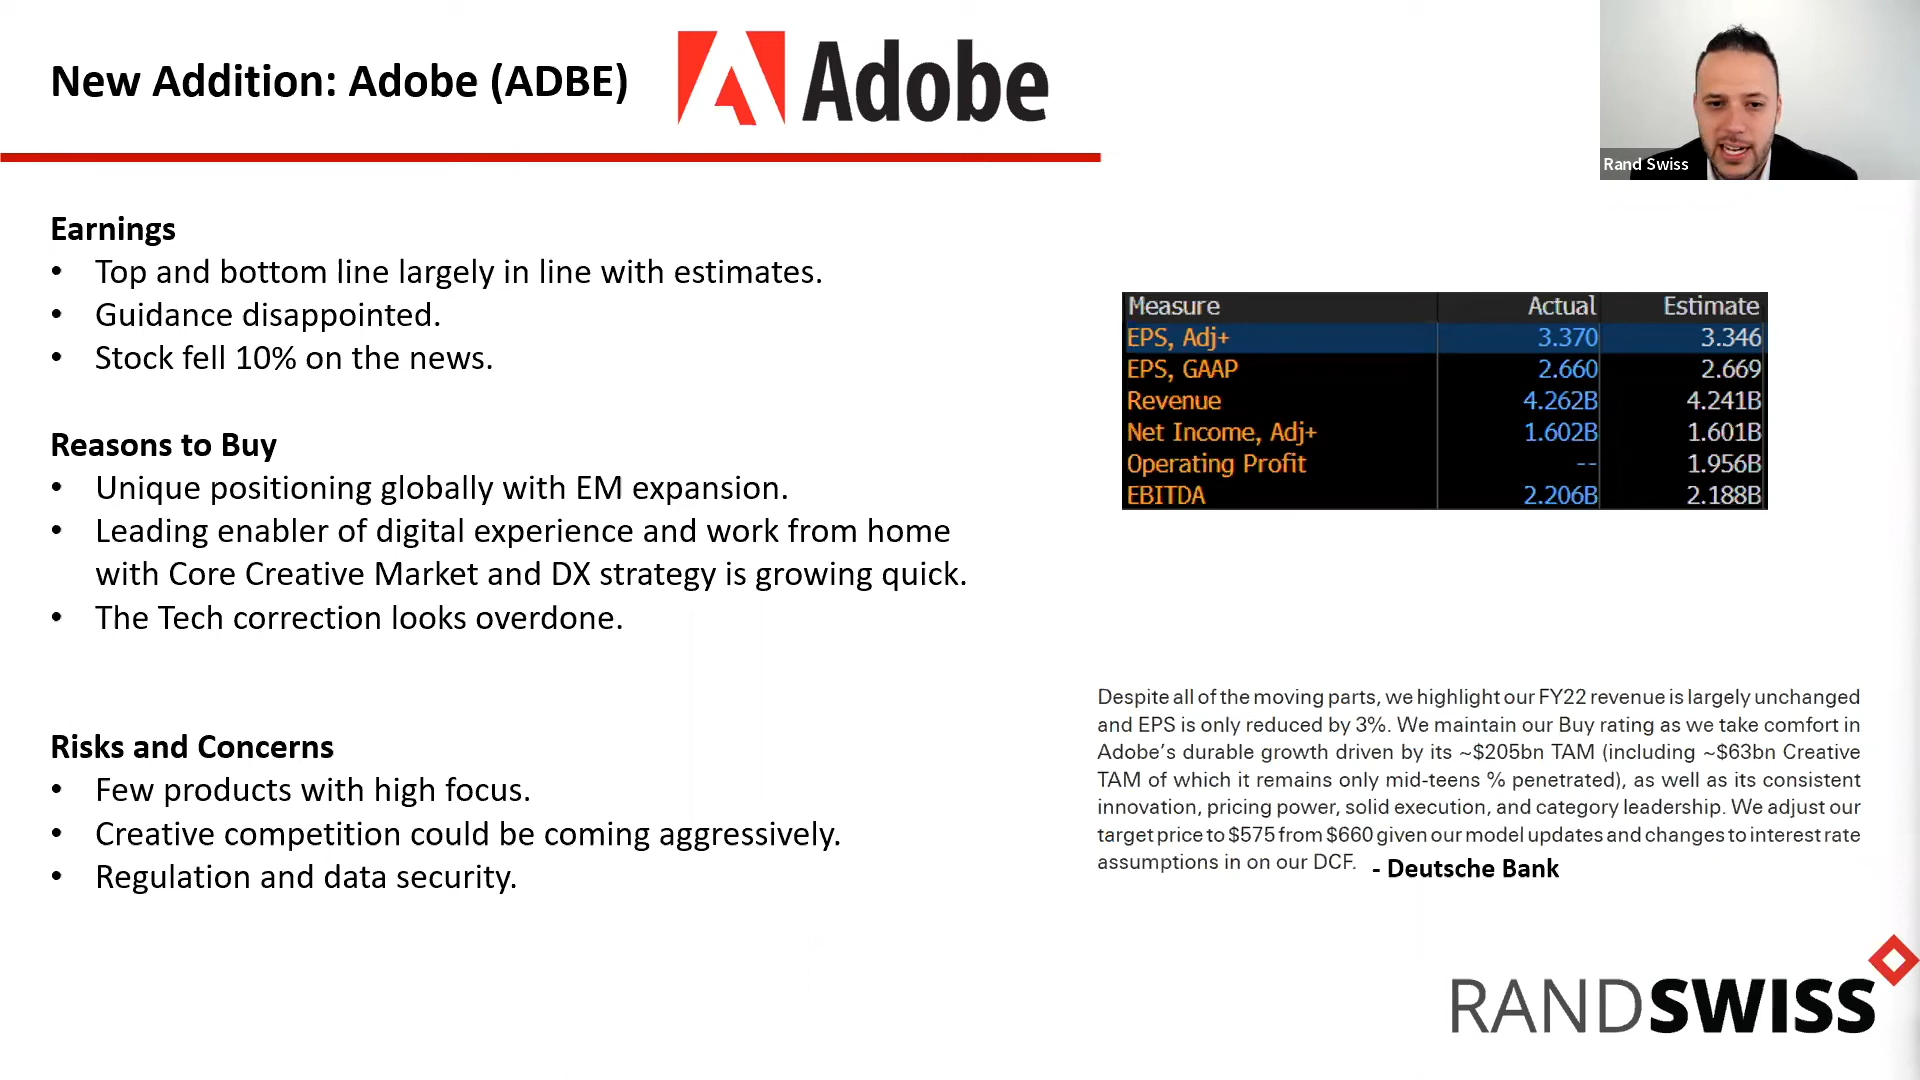 New Addition: Adobe (ADBE)
Adobe
Rand Swiss
Earnings
• Top and bottom line largely in line with estimates.
• Guidance disappointed.
• Stock fell 10% on the news.
Reasons to Buy
• Unique positioning globally with EM expansion.
• Leading enabler of digital experience and work from home
with Core Creative Market and DX strategy is growing quick.
• The Tech correction looks overdone.
Risks and Concerns
• Few products with high focus.
• Creative competition could be coming aggressively.
• Regulation and data security.
Measure Actual Estimate
EPS, Adj+ 3.370 3.346
EPS, GAAP 2.660 2.669
Revenue 4.262B 4.241B
Net Income, Adj+ 1.602B 1.601B
Operating Profit -- 1.956B
EBITDA 2.206B 2.188B
Despite all of the moving parts, we highlight our FY22 revenue is largely unchanged
and EPS is only reduced by 3%. We maintain our Buy rating as we take comfort in
Adobe's durable growth driven by its ~$205bn TAM (including ~$63bn Creative
TAM of which it remains only mid-teens % penetrated), as well as its consistent
innovation, pricing power, solid execution, and category leadership. We adjust our
target price to $575 from $660 given our model updates and changes to interest rate
assumptions in on our DCF. - Deutsche Bank
RANDSWISS